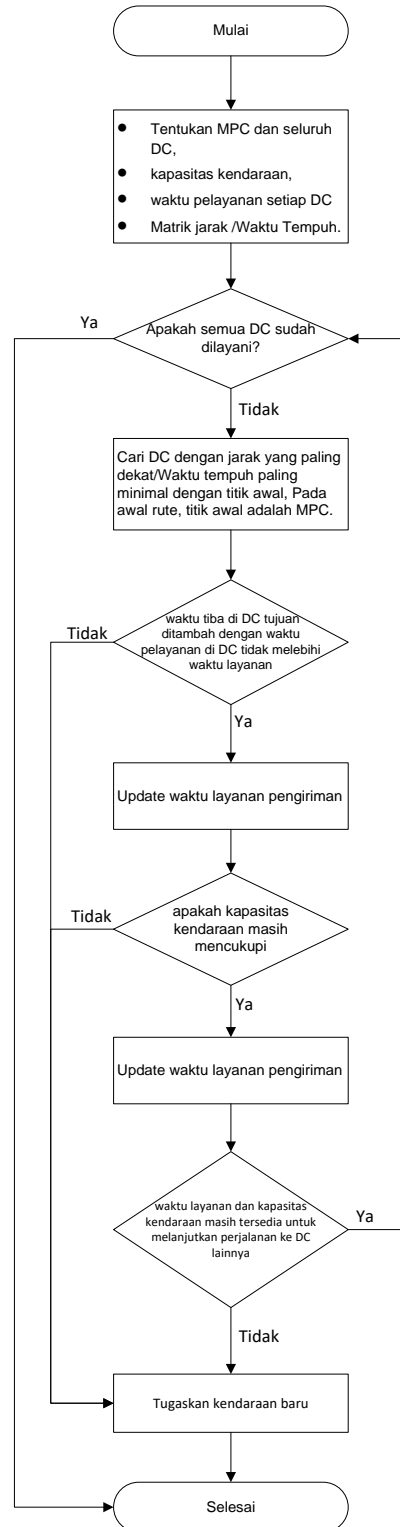 Mulai
● Tentukan MPC dan seluruh
DC,
● kapasitas kendaraan,
● waktu pelayanan setiap DC
● Matrik jarak /Waktu Tempuh.
Ya
Apakah semua DC sudah
dilayani?
Tidak
Cari DC dengan jarak yang paling
dekat/Waktu tempuh paling
minimal dengan titik awal, Pada
awal rute, titik awal adalah MPC.
Tidak
waktu tiba di DC tujuan
ditambah dengan waktu
pelayanan di DC tidak melebihi
waktu layanan
Ya
Update waktu layanan pengiriman
Tidak
apakah kapasitas
kendaraan masih
mencukupi
Ya
Update waktu layanan pengiriman
waktu layanan dan kapasitas
kendaraan masih tersedia untuk
melanjutkan perjalanan ke DC
lainnya
Ya
Tidak
Tugaskan kendaraan baru
Selesai